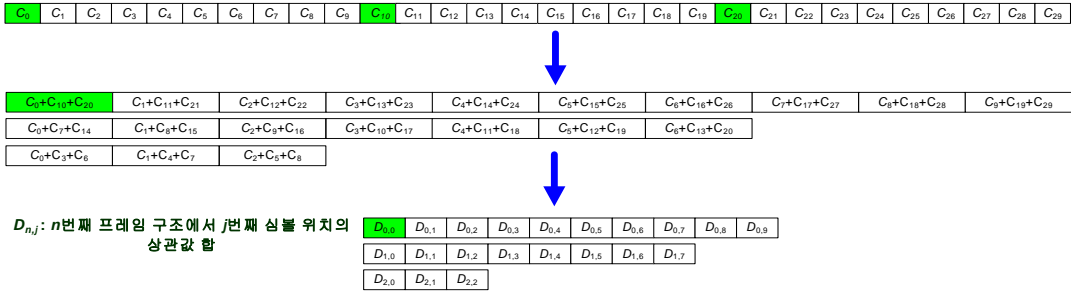 C0 C1 C2 C3 C4 C5 C6 C7 C8 C9 C10 C11 C12 C13 C14 C15 C16 C17 C18 C19 C20 C21 C22 C23 C24 C25 C26 C27 C28 C29
C0+C10+C20 C1+C11+C21 C2+C12+C22 C3+C13+C23 C4+C14+C24 C5+C15+C25 C6+C16+C26 C7+C17+C27 C8+C18+C28 C9+C19+C29
C0+C7+C14 C1+C8+C15 C2+C9+C16 C3+C10+C17 C4+C11+C18 C5+C12+C19 C6+C13+C20
C0+C3+C6 C1+C4+C7 C2+C5+C8
Dn,j : n번째 프레임 구조에서 j번째 심볼 위치의
상관값 합
D0,0 D0,1 D0,2 D0,3 D0,4 D0,5 D0,6 D0,7 D0,8 D0,9
D1,0 D1,1 D1,2 D1,3 D1,4 D1,5 D1,6 D1,7
D2,0 D2,1 D2,2